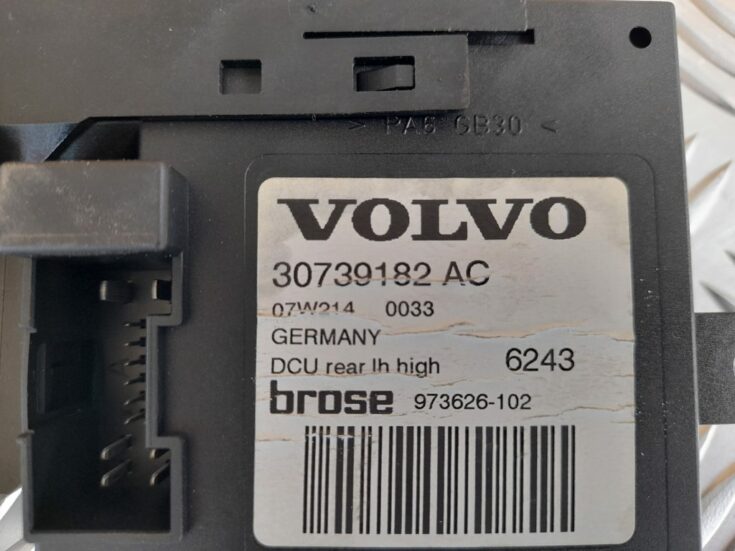 > PA6 GB30 <
VOLVO
30739182 AC
07W214 0033
GERMANY
DCU rear lh high 6243
brose 973626-102